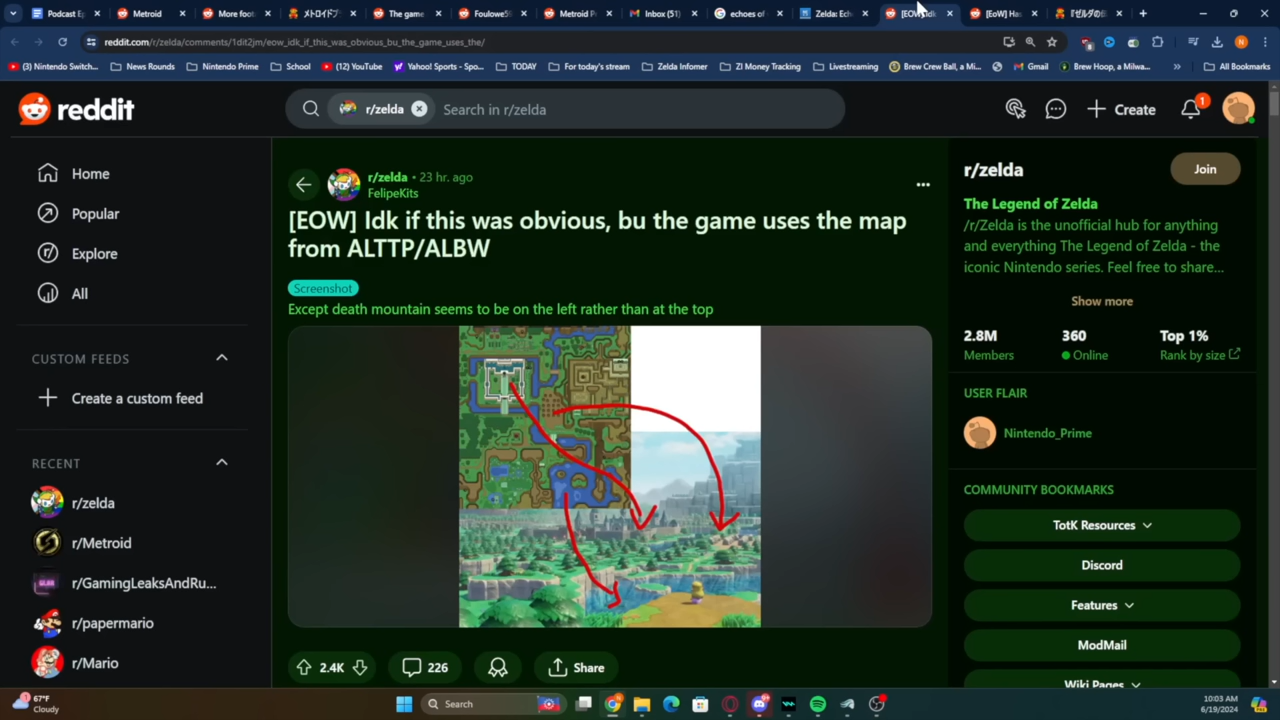 Podcast Ep
Metroid
More foot
メトロイドプ
The game
Foulowe5
Metroid P
Inbox (51)
echoes of
Zelda: Ech
[EOW] Idk
[EoW] Ha
『ゼルダの伝
reddit.com/r/zelda/comments/1dit2jm/eow_idk_if_this_was_obvious_bu_the_game_uses_the/
(3) Nintendo Switch...
News Rounds
Nintendo Prime
School
(12) YouTube
Yahoo! Sports - Spo...
TODAY
For today's stream
Zelda Infomer
ZI Money Tracking
Livestreaming
Brew Crew Ball, a Mi...
Gmail
Brew Hoop, a Milwa...
All Bookmarks
reddit
r/zelda
Search in r/zelda
Create
1
Home
Popular
Explore
All
CUSTOM FEEDS
Create a custom feed
RECENT
r/zelda
r/Metroid
r/GamingLeaksAndRu...
r/papermario
r/Mario
r/zelda • 23 hr. ago
FelipeKits
[EOW] Idk if this was obvious, bu the game uses the map
from ALTTP/ALBW
Screenshot
Except death mountain seems to be on the left rather than at the top
2.4K
226
Share
r/zelda
Join
The Legend of Zelda
/r/Zelda is the unofficial hub for anything
and everything The Legend of Zelda - the
iconic Nintendo series. Feel free to share...
Show more
2.8M
360
Top 1%
Members
Online
Rank by size
USER FLAIR
Nintendo_Prime
COMMUNITY BOOKMARKS
TotK Resources
Discord
Features
ModMail
Wiki Pages
67°F
Cloudy
Search
10:03 AM
6/19/2024